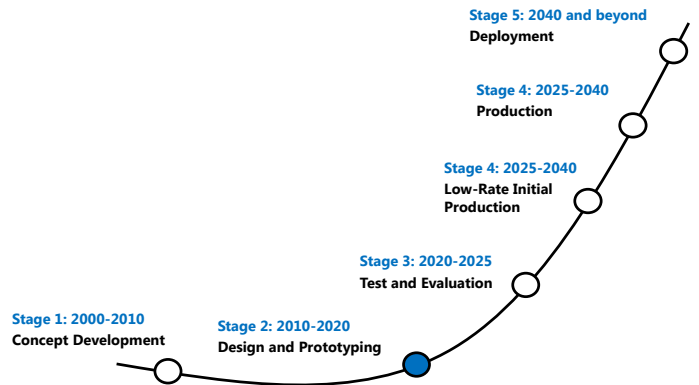 Stage 5: 2040 and beyond
Deployment
Stage 4: 2025-2040
Production
Stage 4: 2025-2040
Low-Rate Initial
Production
Stage 3: 2020-2025
Test and Evaluation
Stage 1: 2000-2010
Concept Development
Stage 2: 2010-2020
Design and Prototyping